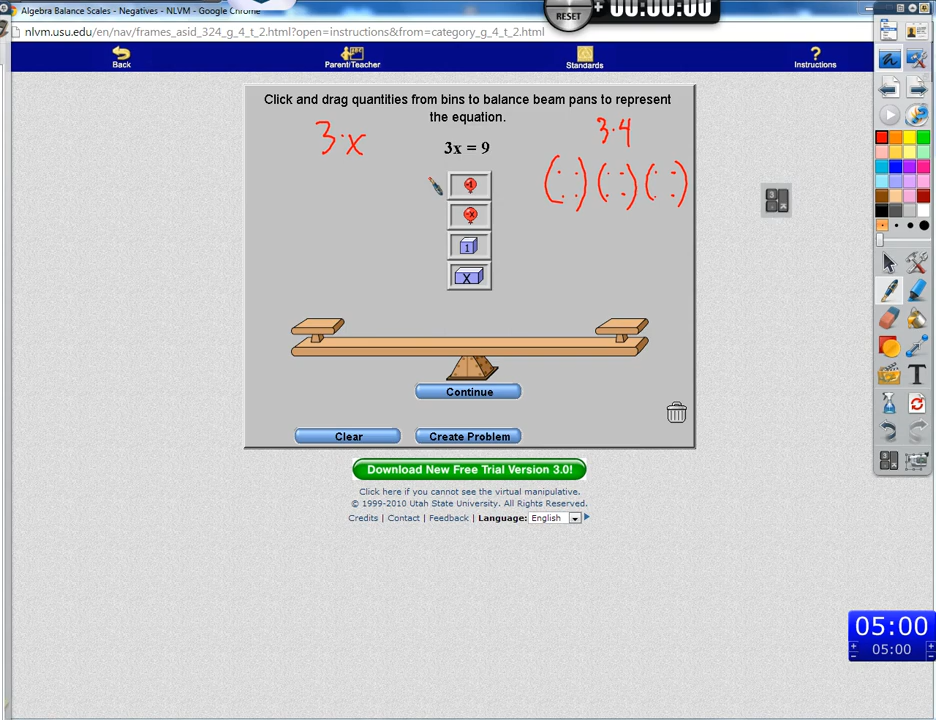 Algebra Balance Scales - Negatives - NLVM - Google Chrome
RESET
+ 00:00:00
nlvm.usu.edu/en/nav/frames_asid_324_g_4_t_2.html?open=instructions&from=category_g_4_t_2.html
Back
Parent/Teacher
Standards
?
Instructions
Click and drag quantities from bins to balance beam pans to represent
the equation.
3·x
3·4
3x = 9
-1
-X
1
X
Continue
Clear
Create Problem
Download New Free Trial Version 3.0!
Click here if you cannot see the virtual manipulative.
© 1999-2010 Utah State University. All Rights Reserved.
Credits | Contact | Feedback | Language: English
T
05:00
05:00